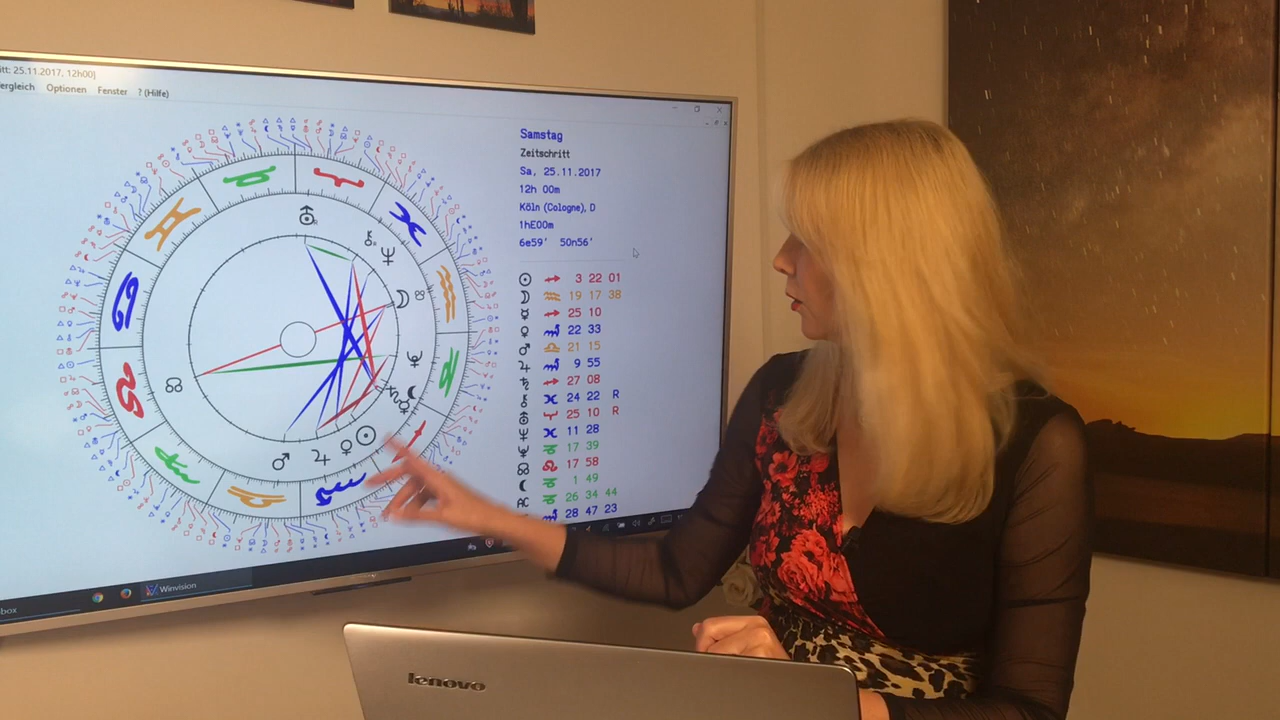 itt: 25.11.2017. 12h00)
ergleich Optionen Fenster ? (Hilfe)
Samstag
Zeitschritt
Sa, 25.11.2017
12h 00m
Köln (Cologne), D
1hE00m
6e59' 50n56'
3 22 01
19 17 38
25 10
22 33
21 15
9 55
27 08
24 22 R
25 10 R
11 28
17 39
17 58
1 49
AC 26 34 44
28 47 23
box
Winvision
lenovo